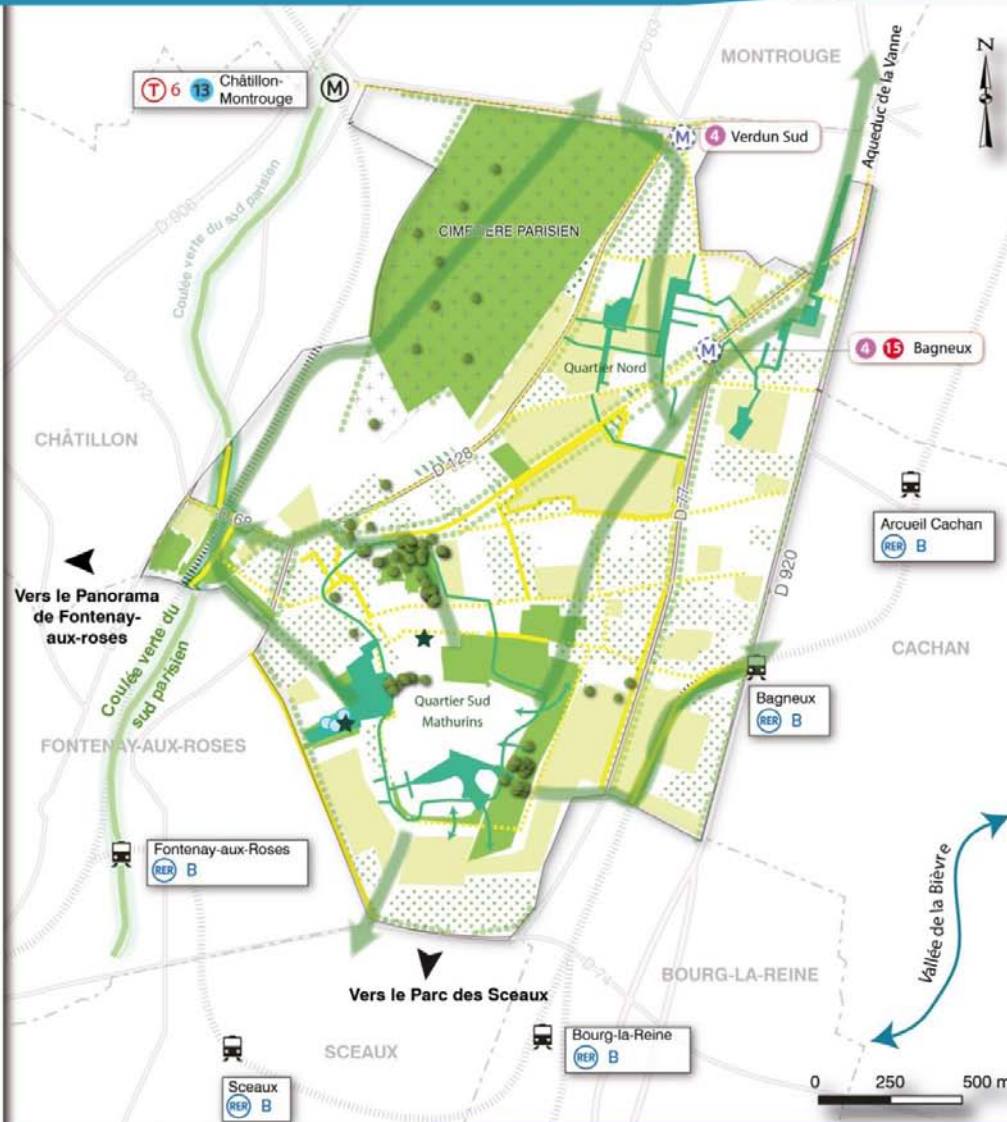 MONTROUGE
D 63
N
Aqueduc de la Vanne
T 6 13 Châtillon-
Montrouge
M
M 4 Verdun Sud
D 906
Coulée verte du sud parisien
Quartier Nord
M
4 15 Bagneux
D 72
CHÂTILLON
D 128
D 77
D 920
D 68
Arcueil Cachan
RER B
Vers le Panorama
de Fontenay-
aux-roses
Coulée verte du
sud parisien
CACHAN
Quartier Sud
Mathurins
Bagneux
RER B
FONTENAY-AUX-ROSES
Fontenay-aux-Roses
RER B
Vallée de la Bièvre
D 74
BOURG-LA-REINE
Vers le Parc des Sceaux
SCEAUX
Bourg-la-Reine
RER B
Sceaux
RER B
0 250 500 m